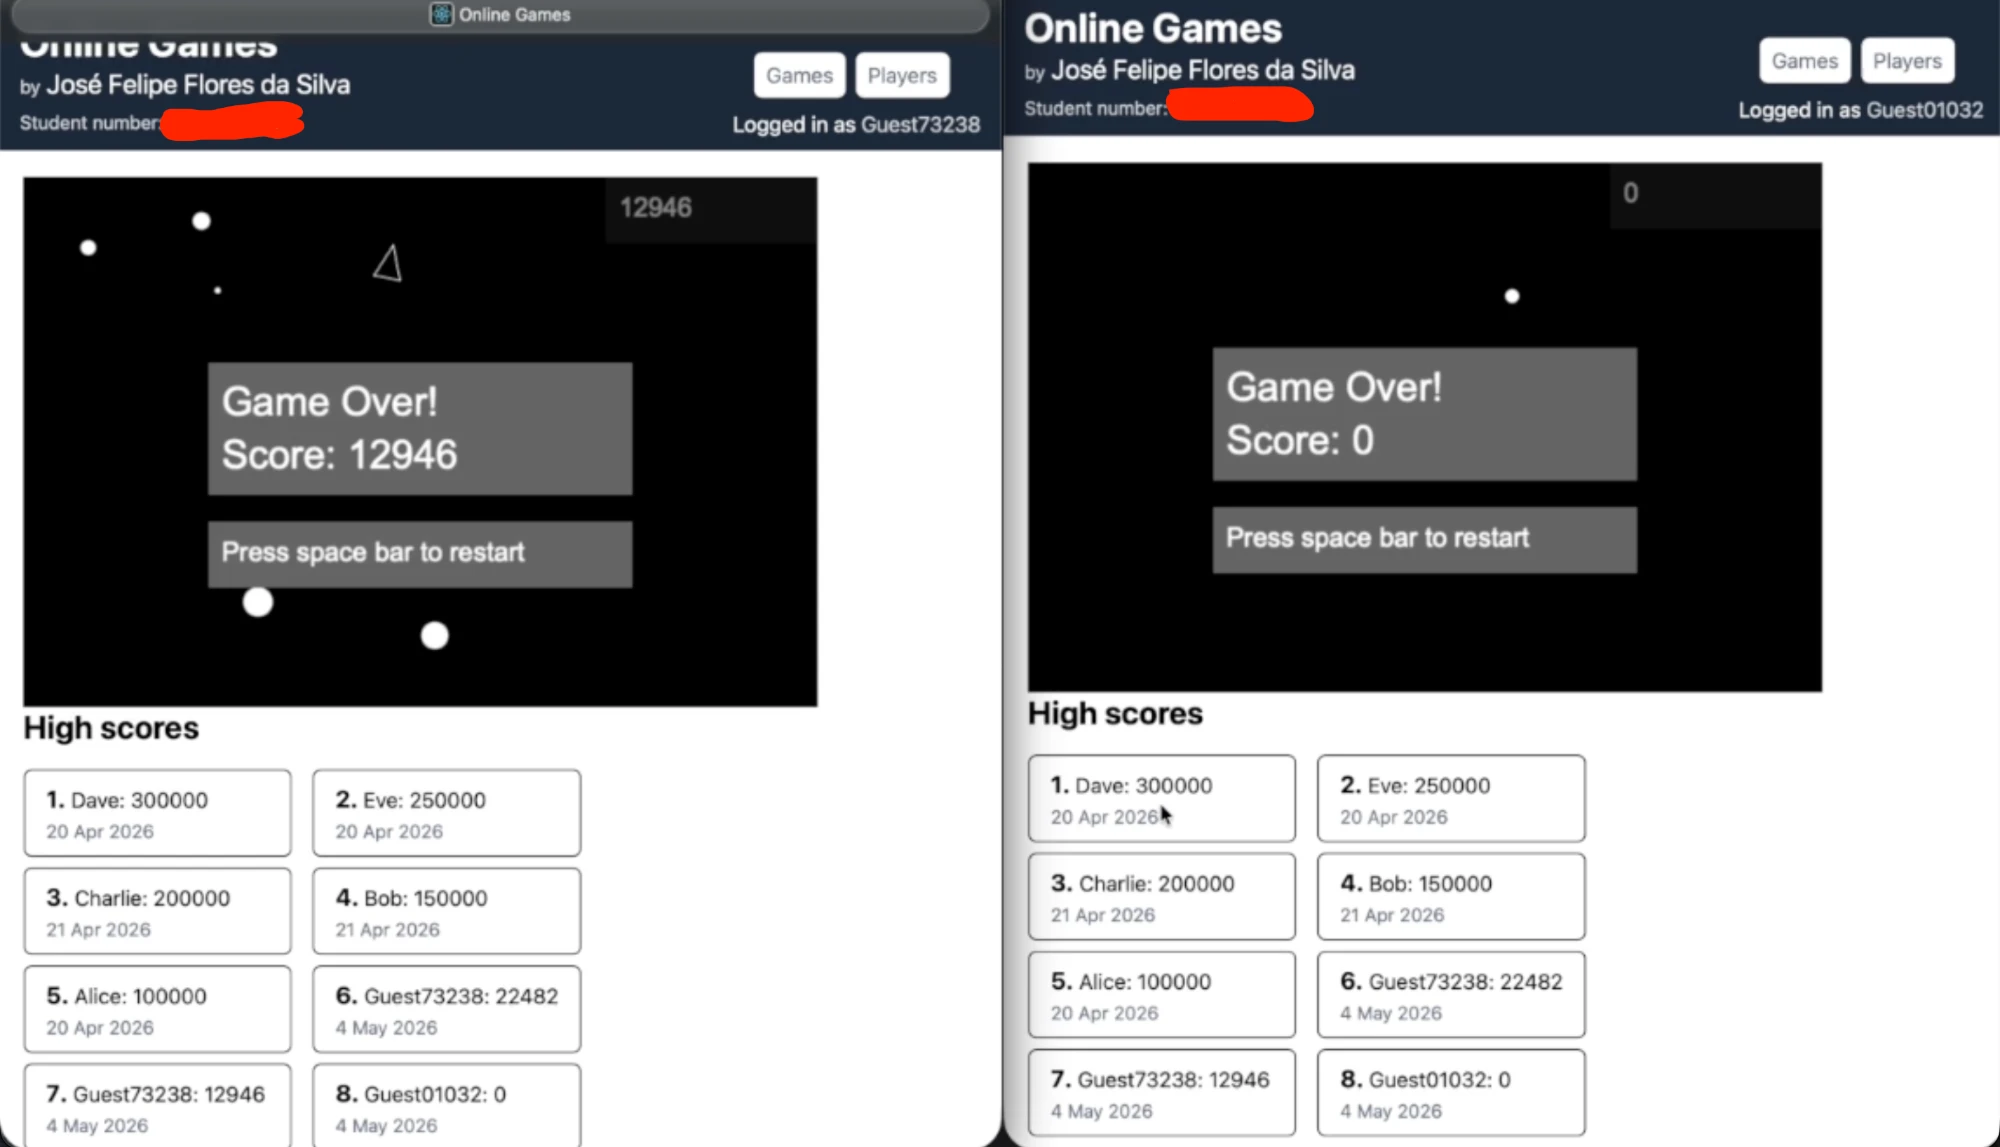 Online Games
Online Games
by José Felipe Flores da Silva
Student number:
Games
Players
Logged in as Guest73238
12946
Game Over!
Score: 12946
Press space bar to restart
High scores
1. Dave: 300000
20 Apr 2026
2. Eve: 250000
20 Apr 2026
3. Charlie: 200000
21 Apr 2026
4. Bob: 150000
21 Apr 2026
5. Alice: 100000
20 Apr 2026
6. Guest73238: 22482
4 May 2026
7. Guest73238: 12946
4 May 2026
8. Guest01032: 0
4 May 2026
Online Games
by José Felipe Flores da Silva
Student number:
Games
Players
Logged in as Guest01032
0
Game Over!
Score: 0
Press space bar to restart
High scores
1. Dave: 300000
20 Apr 2026
2. Eve: 250000
20 Apr 2026
3. Charlie: 200000
21 Apr 2026
4. Bob: 150000
21 Apr 2026
5. Alice: 100000
20 Apr 2026
6. Guest73238: 22482
4 May 2026
7. Guest73238: 12946
4 May 2026
8. Guest01032: 0
4 May 2026